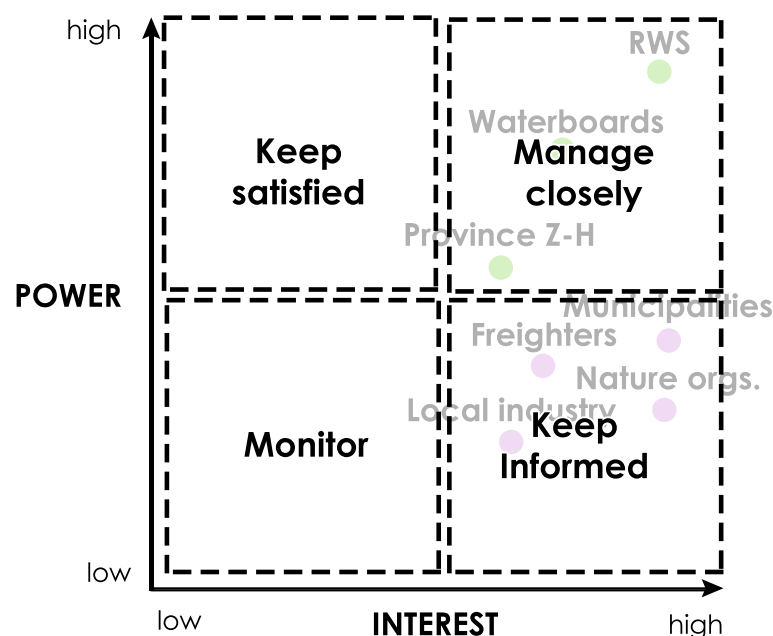 high
RWS
Waterboards
Keep
satisfied
Manage
closely
Province Z-H
POWER
Municipalities
Freighters
Nature orgs.
Local industry
Monitor
Keep
Informed
low
low
INTEREST
high